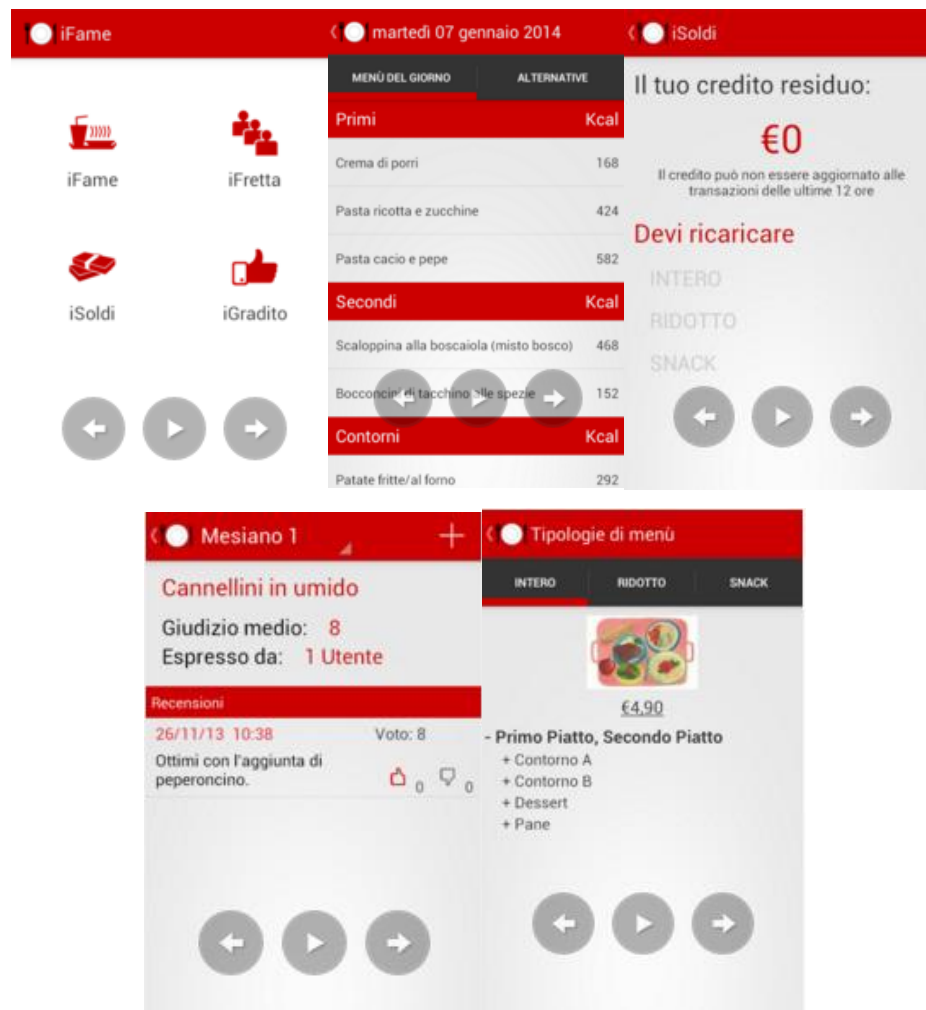 iFame
iFame
iFretta
iSoldi
iGradito
martedì 07 gennaio 2014
MENÙ DEL GIORNO ALTERNATIVE
Primi Kcal
Crema di porri 168
Pasta ricotta e zucchine 424
Pasta cacio e pepe 582
Secondi Kcal
Scaloppina alla boscaiola (misto bosco) 468
Bocconcini di tacchino alle spezie 152
Contorni Kcal
Patate fritte/al forno 292
iSoldi
Il tuo credito residuo:
€0
Il credito può non essere aggiornato alle
transazioni delle ultime 12 ore
Devi ricaricare
INTERO
RIDOTTO
SNACK
Mesiano 1
Cannellini in umido
Giudizio medio: 8
Espresso da: 1 Utente
Recensioni
26/11/13 10:38 Voto: 8
Ottimi con l'aggiunta di
peperoncino.
0 0
Tipologie di menù
INTERO RIDOTTO SNACK
€4,90
- Primo Piatto, Secondo Piatto
+ Contorno A
+ Contorno B
+ Dessert
+ Pane